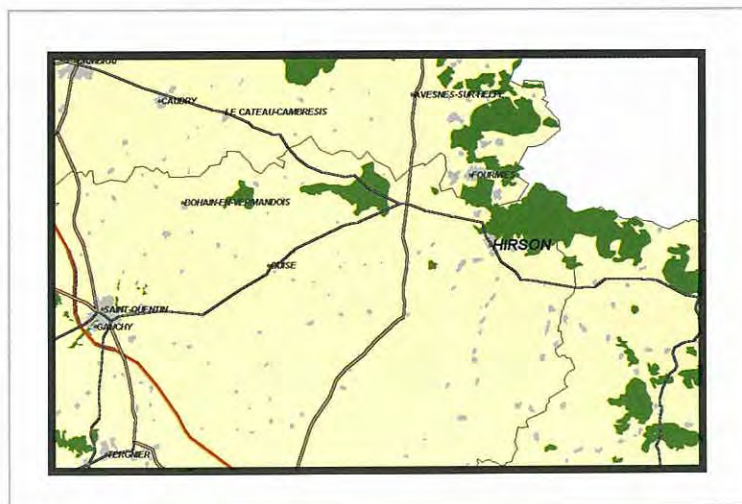 CAUDRY
AVESNES-SUR-HELPE
LE CATEAU-CAMBRESIS
FOURMIES
BOHAIN-EN-VERMANDOIS
HIRSON
GUISE
SAINT-QUENTIN
GAUCHY
TERGNIER